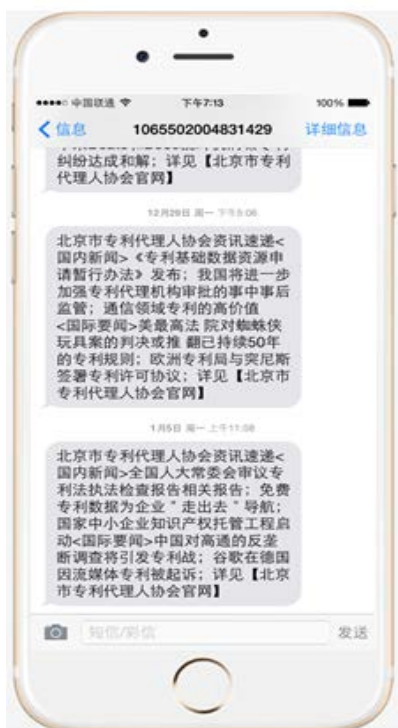 中国联通
下午7:13
100%
信息
10655020048314​29
详细信息
纠纷达成和解；详见【北京市专利
代理人协会官网】
12月29日 周一 下午5:06
北京市专利代理人协会资讯速递<
国内新闻>《专利基础数据资源申
请暂行办法》发布；我国将进一步
加强专利代理机构审批的事中事后
监管；通信领域专利的高价值
<国际要闻>美最高法 院对蜘蛛侠
玩具案的判决或推 翻已持续50年
的专利规则；欧洲专利局与突尼斯
签署专利许可协议；详见【北京市
专利代理人协会官网】
1月5日 周一 上午11:58
北京市专利代理人协会资讯速递<
国内新闻>全国人大常委会审议专
利法执法检查报告相关报告；免费
专利数据为企业＂走出去＂导航；
国家中小企业知识产权托管工程启
动<国际要闻>中国对高通的反垄
断调查将引发专利战；谷歌在德国
因流媒体专利被起诉；详见【北京
市专利代理人协会官网】
短信/彩信
发送